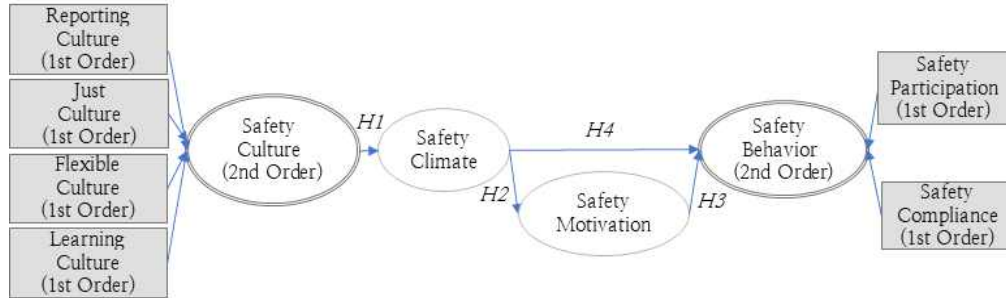 Reporting
Culture
(1st Order)
Just
Culture
(1st Order)
Flexible
Culture
(1st Order)
Learning
Culture
(1st Order)
Safety
Culture
(2nd Order)
H1
Safety
Climate
H4
H2
Safety
Motivation
H3
Safety
Behavior
(2nd Order)
Safety
Participation
(1st Order)
Safety
Compliance
(1st Order)